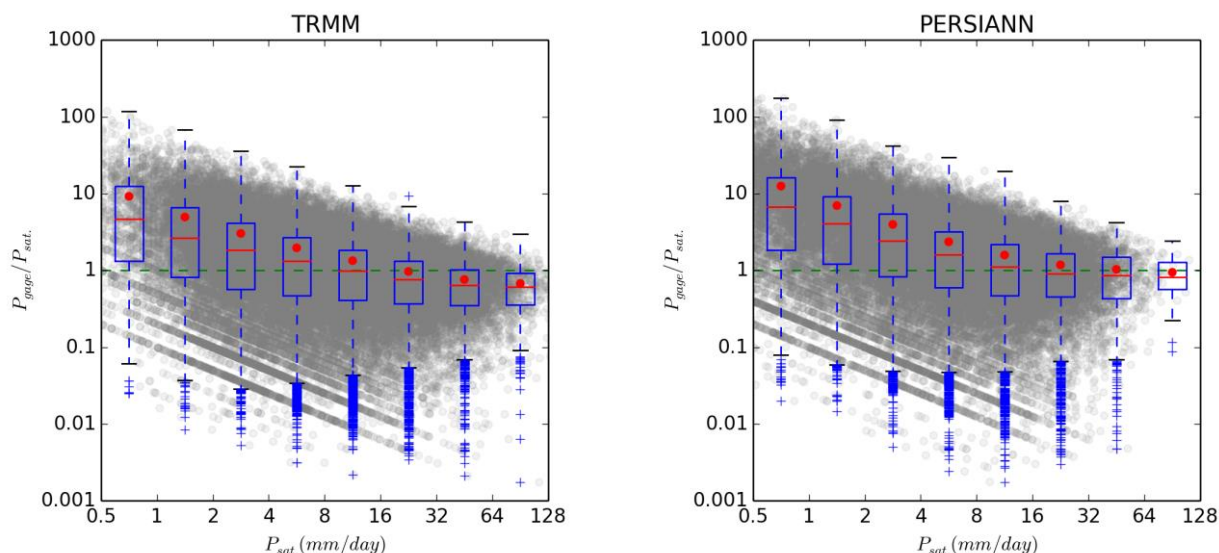 TRMM
1000
100
10
1
0.1
0.01
0.001
P_gage/P_sat.
0.5 1 2 4 8 16 32 64 128
P_sat (mm/day)
PERSIANN
1000
100
10
1
0.1
0.01
0.001
P_gage/P_sat.
0.5 1 2 4 8 16 32 64 128
P_sat (mm/day)